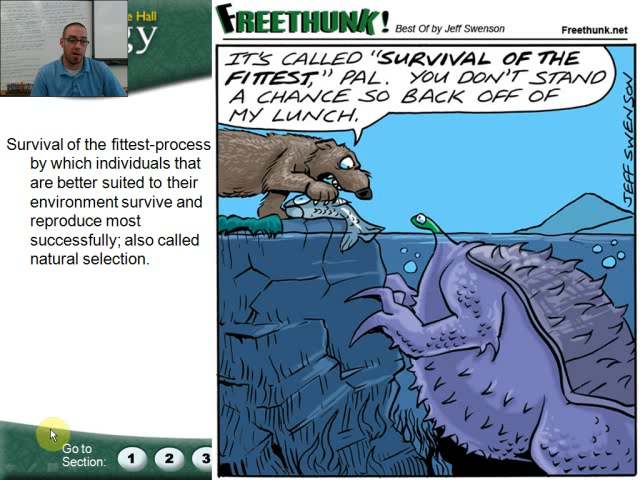 e Hall
gy
FREETHUNK!
Best Of by Jeff Swenson
Freethunk.net
IT'S CALLED "SURVIVAL OF THE
FITTEST," PAL. YOU DON'T STAND
A CHANCE SO BACK OFF OF
MY LUNCH.
JEFF SWENSON
Survival of the fittest-process
by which individuals that
are better suited to their
environment survive and
reproduce most
successfully; also called
natural selection.
Go to
Section:
1 2 3